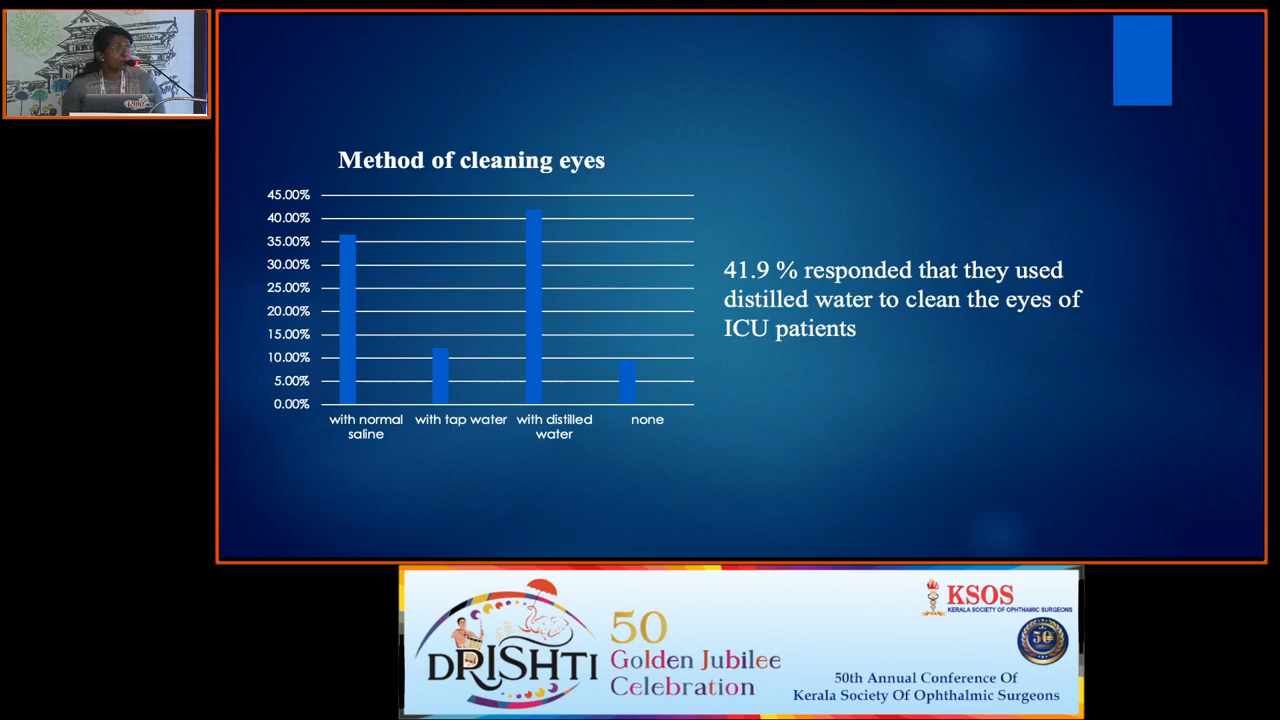 Method of cleaning eyes
45.00%
40.00%
35.00%
30.00%
25.00%
20.00%
15.00%
10.00%
5.00%
0.00%
with normal
saline
with tap water
with distilled
water
none
41.9 % responded that they used
distilled water to clean the eyes of
ICU patients
DRISHTI
50
Golden Jubilee
Celebration
KSOS
KERALA SOCIETY OF OPHTHAMIC SURGEONS
50
50th Annual Conference Of
Kerala Society Of Ophthalmic Surgeons